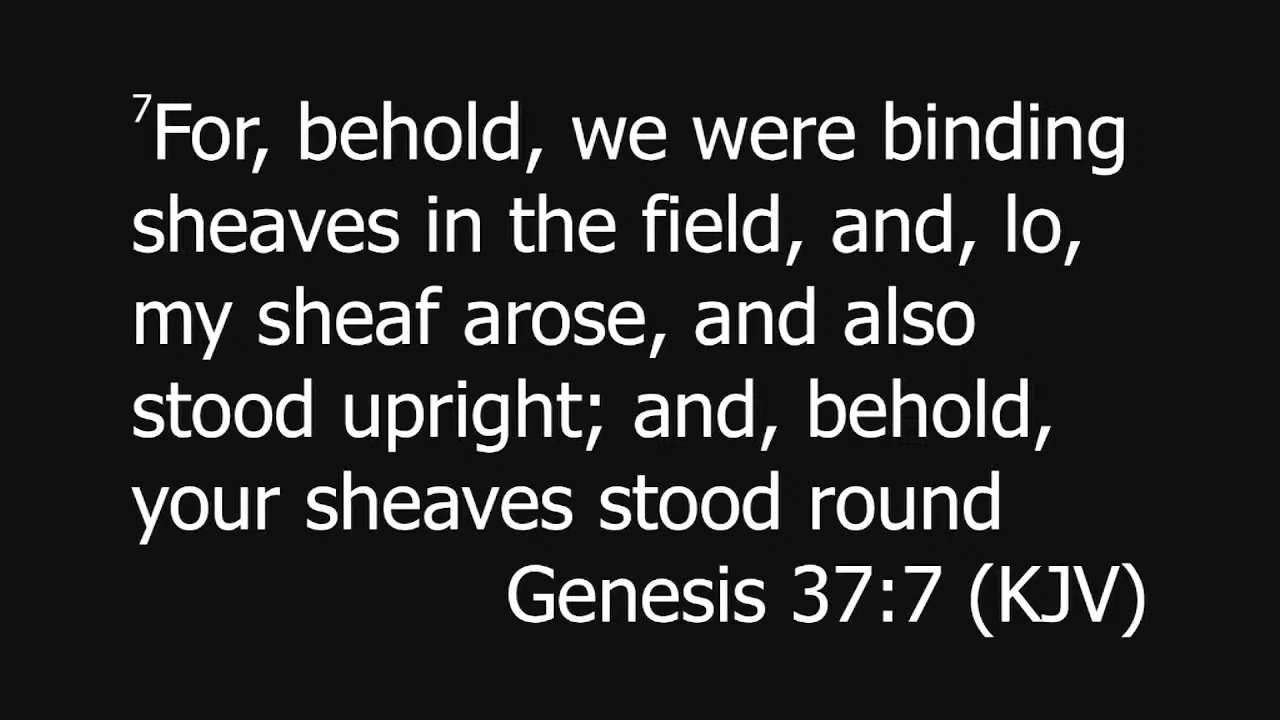 7For, behold, we were binding
sheaves in the field, and, lo,
my sheaf arose, and also
stood upright; and, behold,
your sheaves stood round
Genesis 37:7 (KJV)